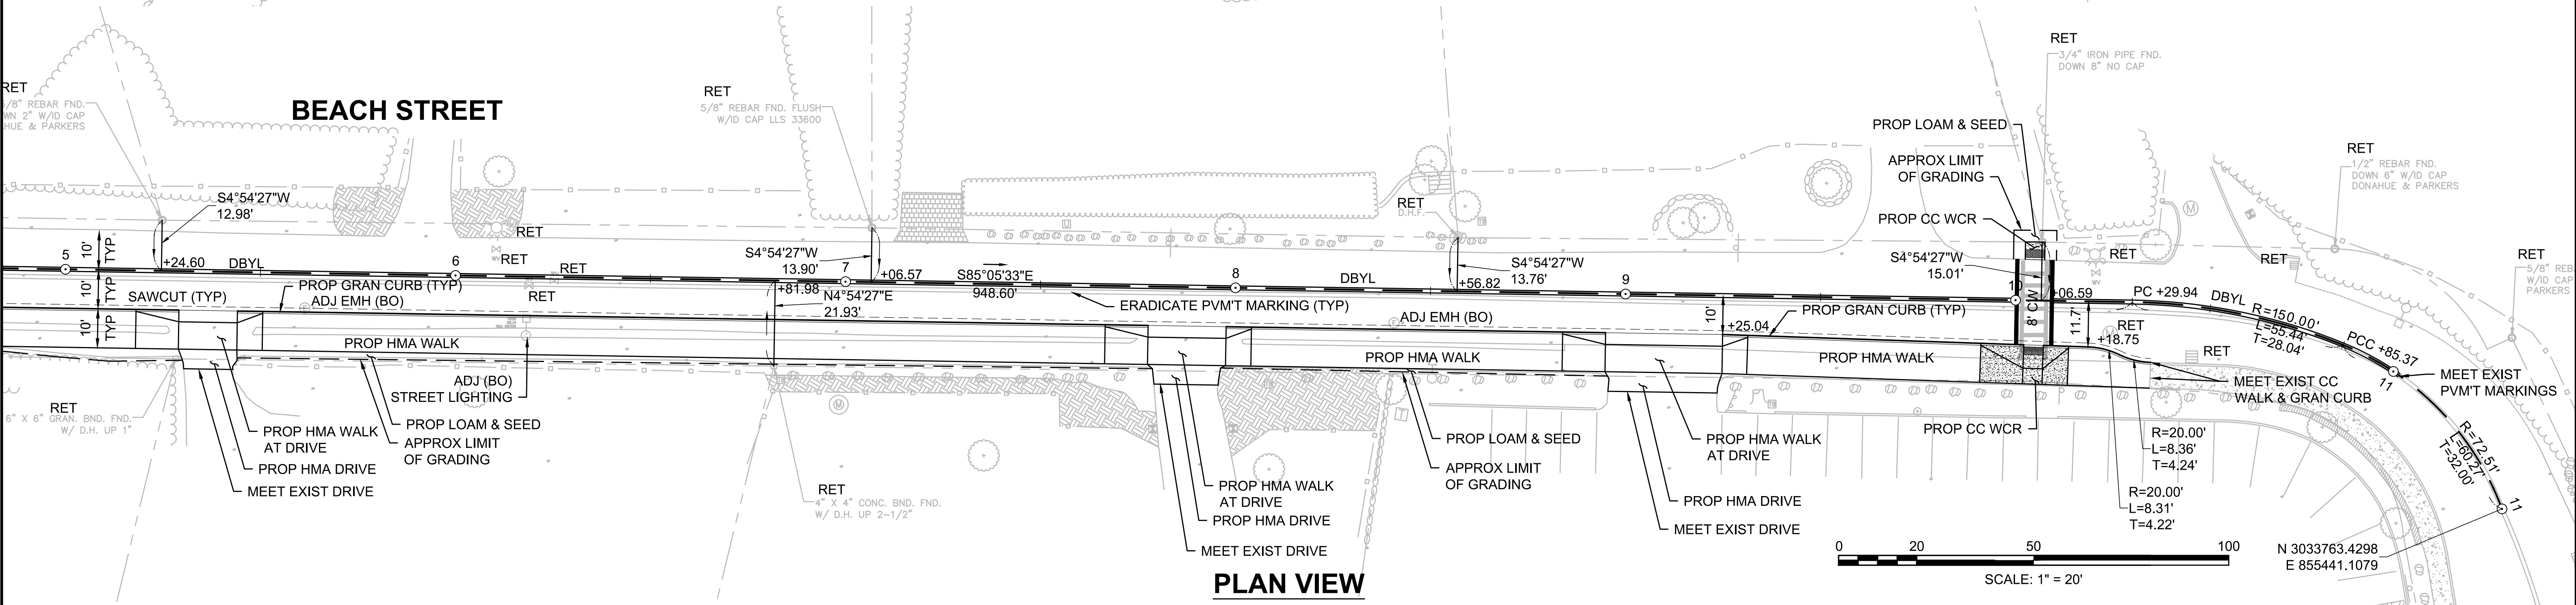 BEACH STREET
RET
5/8" REBAR FND.
WN 2" W/ID CAP
HUE & PARKERS
RET
5/8" REBAR FND. FLUSH
W/ID CAP LLS 33600
RET
3/4" IRON PIPE FND.
DOWN 8" NO CAP
RET
1/2" REBAR FND.
DOWN 6" W/ID CAP
DONAHUE & PARKERS
PROP LOAM & SEED
APPROX LIMIT
OF GRADING
PROP CC WCR
S4°54'27"W
15.01'
RET
D.H.F.
RET
5/8" REB
W/ID CAP
PARKERS
S4°54'27"W
12.98'
RET
WV
RET
RET
S4°54'27"W
13.90'
S4°54'27"W
13.76'
RET
WV
RET
RET
M
5
10'
TYP
+24.60
DBYL
6
7
+06.57
S85°05'33"E
948.60'
8
DBYL
+56.82
9
10
8' CW
+06.59
PC +29.94
DBYL
R=150.00'
L=55.44'
T=28.04'
PCC +85.37
11
10'
TYP
SAWCUT (TYP)
PROP GRAN CURB (TYP)
ADJ EMH (BO)
RET
+81.98
N4°54'27"E
21.93'
ERADICATE PVM'T MARKING (TYP)
ADJ EMH (BO)
10'
+25.04
PROP GRAN CURB (TYP)
11.7'
RET
+18.75
RET
MEET EXIST
PVM'T MARKINGS
10'
TYP
PROP HMA WALK
PROP HMA WALK
PROP HMA WALK
MEET EXIST CC
WALK & GRAN CURB
ADJ (BO)
STREET LIGHTING
RET
6" X 6" GRAN. BND. FND.
W/ D.H. UP 1"
PROP HMA WALK
AT DRIVE
PROP HMA DRIVE
MEET EXIST DRIVE
PROP LOAM & SEED
APPROX LIMIT
OF GRADING
M
RET
4" X 4" CONC. BND. FND.
W/ D.H. UP 2-1/2"
PROP HMA WALK
AT DRIVE
PROP HMA DRIVE
MEET EXIST DRIVE
PROP LOAM & SEED
APPROX LIMIT
OF GRADING
PROP HMA WALK
AT DRIVE
PROP HMA DRIVE
MEET EXIST DRIVE
PROP CC WCR
R=20.00'
L=8.36'
T=4.24'
R=20.00'
L=8.31'
T=4.22'
R=72.51'
L=60.27'
T=32.00'
11
N 3033763.4298
E 855441.1079
0 20 50 100
SCALE: 1" = 20'
PLAN VIEW